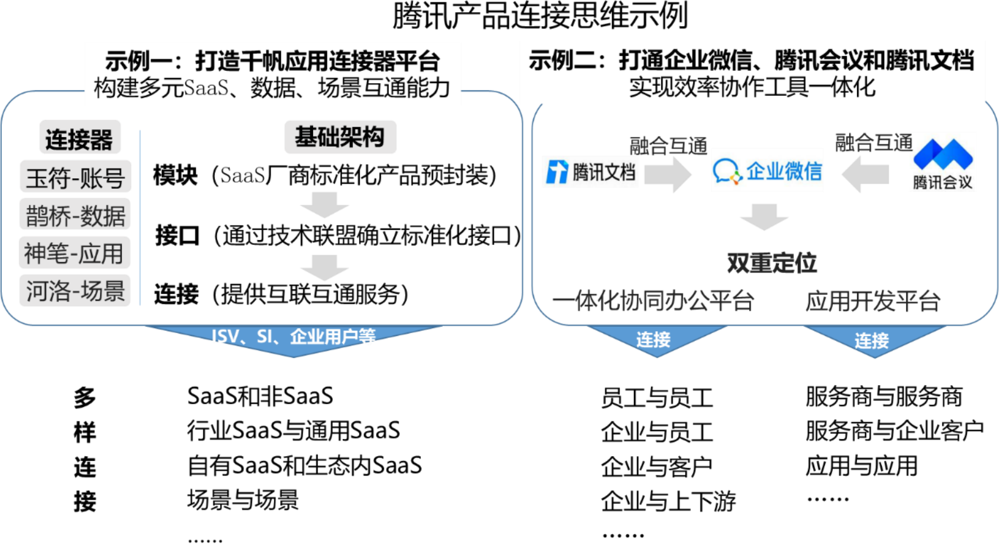 腾讯产品连接思维示例
示例一：打造千帆应用连接器平台
构建多元SaaS、数据、场景互通能力
连接器
玉符-账号
鹊桥-数据
神笔-应用
河洛-场景
基础架构
模块（SaaS厂商标准化产品预封装）
接口（通过技术联盟确立标准化接口）
连接（提供互联互通服务）
ISV、SI、企业用户等
示例二：打通企业微信、腾讯会议和腾讯文档
实现效率协作工具一体化
融合互通
融合互通
腾讯文档
企业微信
腾讯会议
双重定位
一体化协同办公平台
应用开发平台
连接
连接
多样连接
SaaS和非SaaS
行业SaaS与通用SaaS
自有SaaS和生态内SaaS
场景与场景
……
员工与员工
企业与员工
企业与客户
企业与上下游
……
服务商与服务商
服务商与企业客户
应用与应用
……